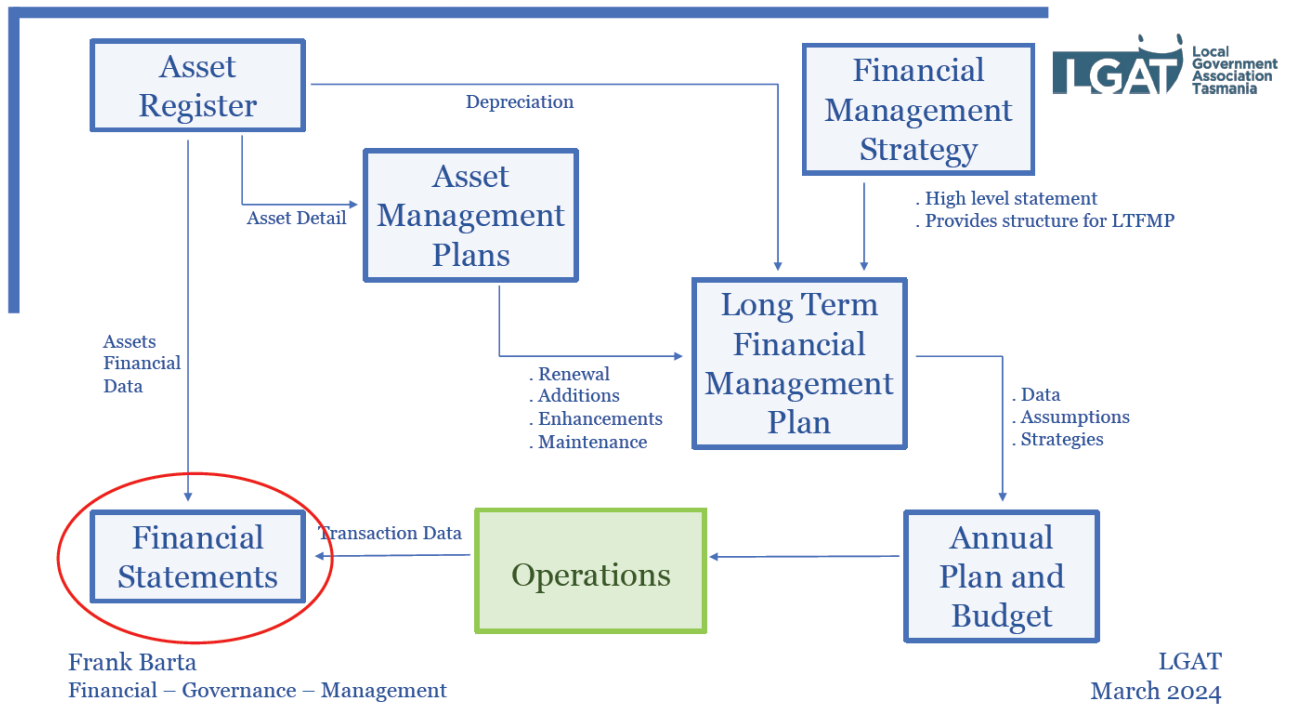 Asset
Register
Depreciation
Financial
Management
Strategy
LGAT
Local
Government
Association
Tasmania
Asset Detail
Asset
Management
Plans
. High level statement
. Provides structure for LTFMP
Assets
Financial
Data
. Renewal
. Additions
. Enhancements
. Maintenance
Long Term
Financial
Management
Plan
. Data
. Assumptions
. Strategies
Financial
Statements
Transaction Data
Operations
Annual
Plan and
Budget
Frank Barta
Financial – Governance – Management
LGAT
March 2024